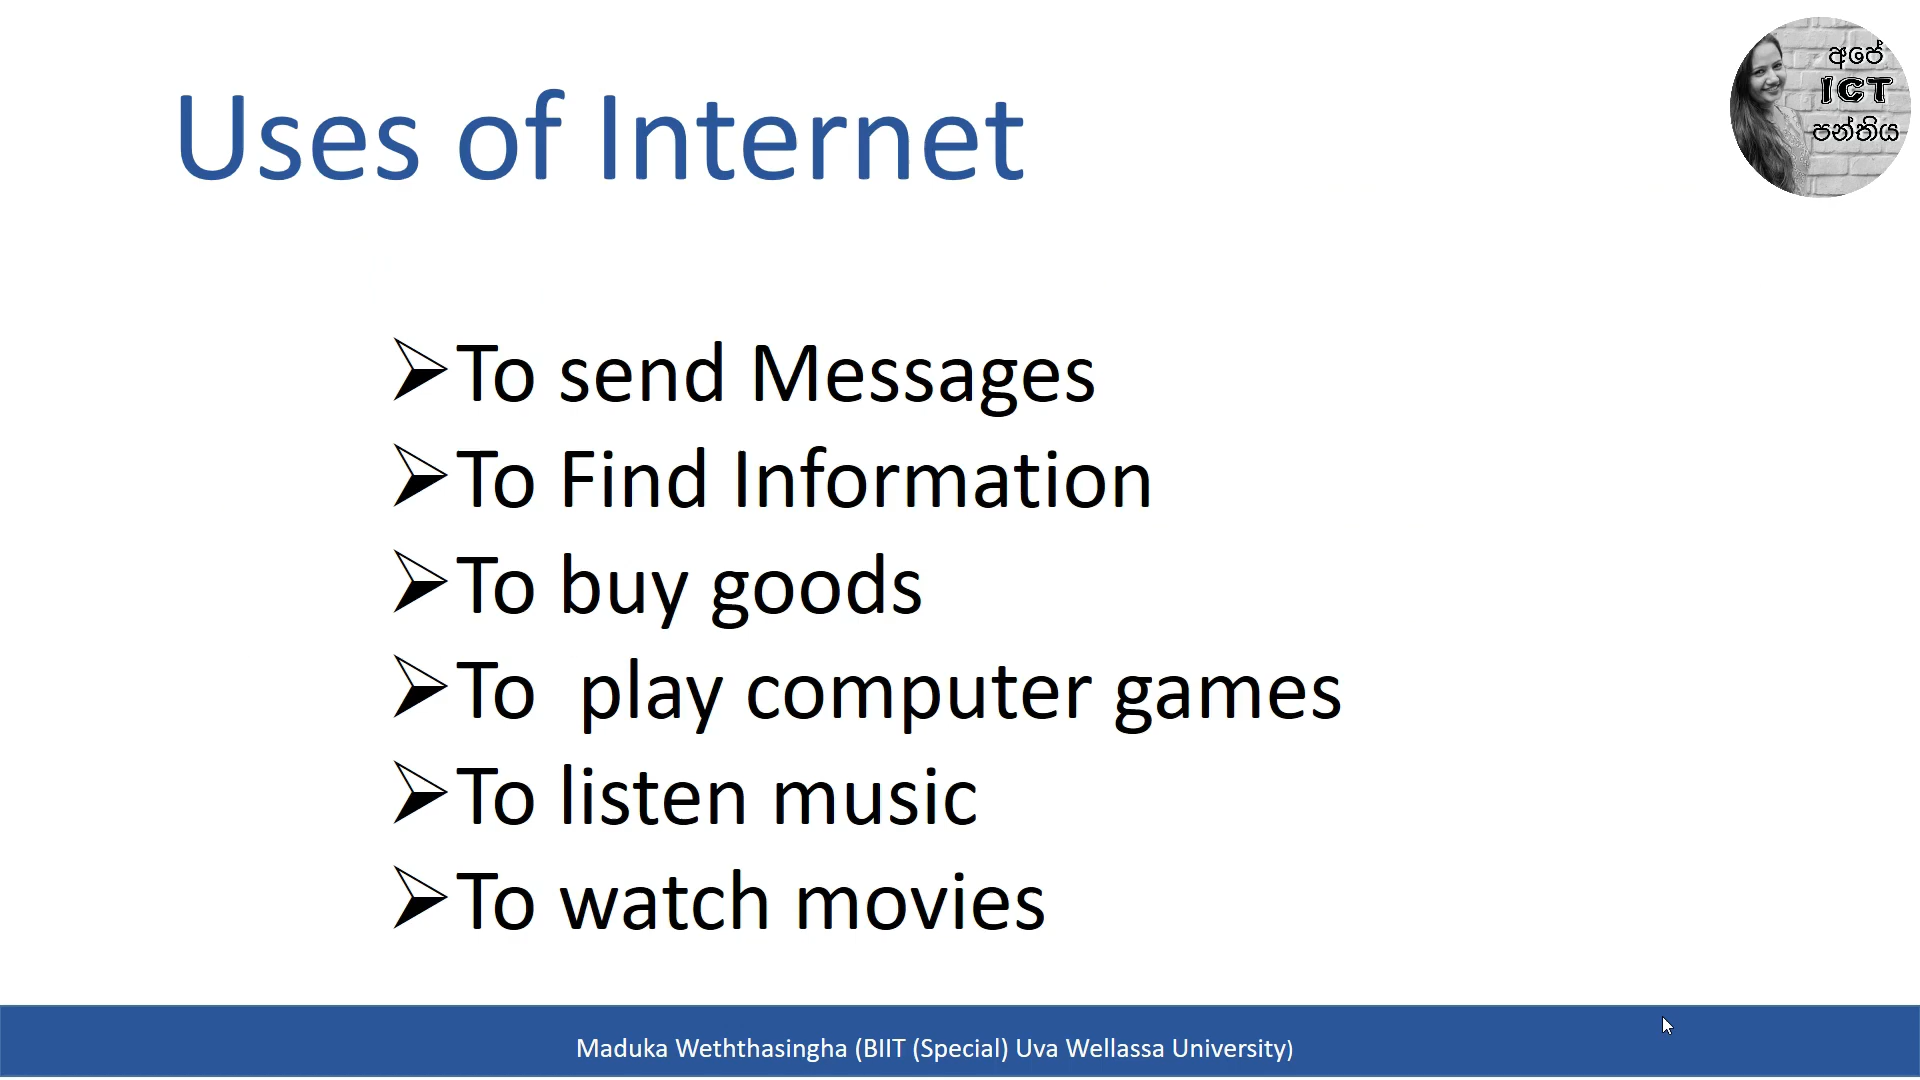 Uses of Internet
අපේ
ICT
පන්තිය
➢To send Messages
➢To Find Information
➢To buy goods
➢To  play computer games
➢To listen music
➢To watch movies
Maduka Weththasingha (BIIT (Special) Uva Wellassa University)